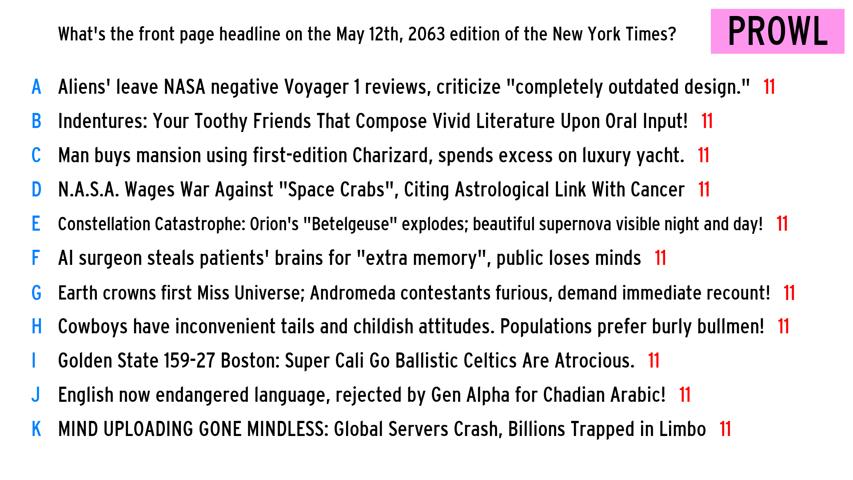 What's the front page headline on the May 12th, 2063 edition of the New York Times?
PROWL
A Aliens' leave NASA negative Voyager 1 reviews, criticize "completely outdated design." 11
B Indentures: Your Toothy Friends That Compose Vivid Literature Upon Oral Input! 11
C Man buys mansion using first-edition Charizard, spends excess on luxury yacht. 11
D N.A.S.A. Wages War Against "Space Crabs", Citing Astrological Link With Cancer 11
E Constellation Catastrophe: Orion's "Betelgeuse" explodes; beautiful supernova visible night and day! 11
F AI surgeon steals patients' brains for "extra memory", public loses minds 11
G Earth crowns first Miss Universe; Andromeda contestants furious, demand immediate recount! 11
H Cowboys have inconvenient tails and childish attitudes. Populations prefer burly bullmen! 11
I Golden State 159-27 Boston: Super Cali Go Ballistic Celtics Are Atrocious. 11
J English now endangered language, rejected by Gen Alpha for Chadian Arabic! 11
K MIND UPLOADING GONE MINDLESS: Global Servers Crash, Billions Trapped in Limbo 11